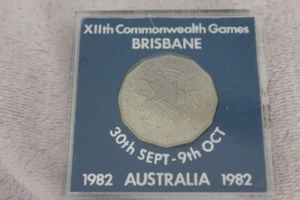 XIIth Commonwealth Games
BRISBANE
30th SEPT-9th OCT
1982 AUSTRALIA 1982